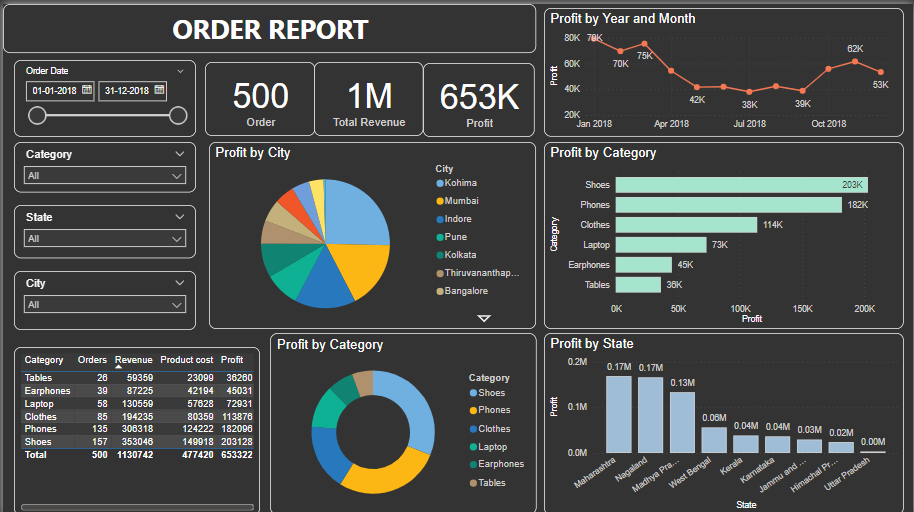 ORDER REPORT
Order Date
01-01-2018 31-12-2018
500
Order
1M
Total Revenue
653K
Profit
Profit by Year and Month
Profit
80K
60K
40K
20K
79K
70K
75K
42K
38K
39K
62K
53K
Jan 2018 Apr 2018 Jul 2018 Oct 2018
Category
All
State
All
City
All
Profit by City
City
Kohima
Mumbai
Indore
Pune
Kolkata
Thiruvananthap...
Bangalore
Profit by Category
Category
Shoes 203K
Phones 182K
Clothes 114K
Laptop 73K
Earphones 45K
Tables 36K
0K 50K 100K 150K 200K
Profit
Category Orders Revenue Product cost Profit
Tables 26 59359 23099 36260
Earphones 39 87225 42194 45031
Laptop 58 130559 57628 72931
Clothes 85 194235 80359 113876
Phones 135 306318 124222 182096
Shoes 157 353046 149918 203128
Total 500 1130742 477420 653322
Profit by Category
Category
Shoes
Phones
Clothes
Laptop
Earphones
Tables
Profit by State
Profit
0.2M
0.1M
0.0M
0.17M 0.17M 0.13M 0.06M 0.04M 0.04M 0.03M 0.02M 0.00M
Maharashtra Nagaland Madhya Pra... West Bengal Kerala Karnataka Jammu and ... Himachal Pr... Uttar Pradesh
State